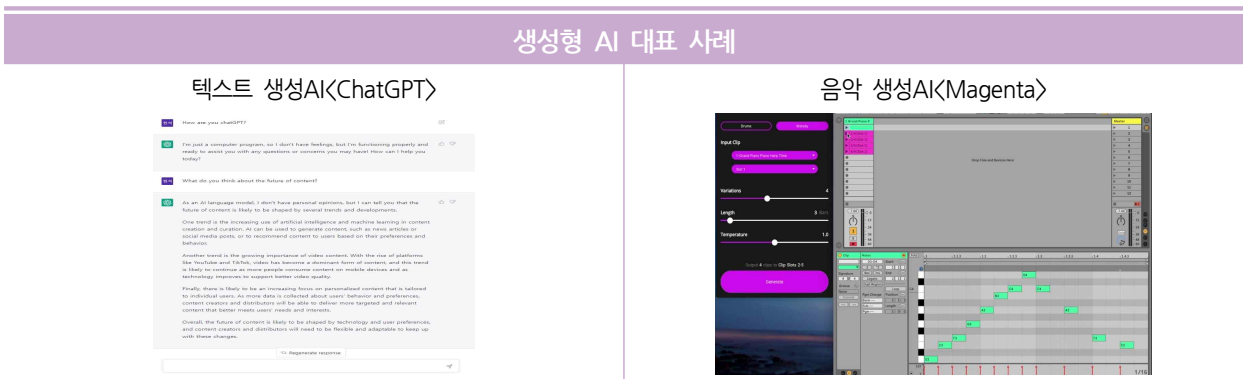 생성형 AI 대표 사례
텍스트 생성AI<ChatGPT>
How are you chatGPT?
I'm just a computer program, so I don't have feelings, but I'm functioning properly and
ready to assist you with any questions or concerns you may have! How can I help you
today?
What do you think about the future of content?
As an AI language model, I don't have personal opinions, but I can tell you that the
future of content is likely to be shaped by several trends and developments.
One trend is the increasing use of artificial intelligence and machine learning in content
creation and curation. AI can be used to generate content, such as news articles or
social media posts, or to recommend content to users based on their preferences and
behavior.
Another trend is the growing importance of video content. With the rise of platforms
like YouTube and TikTok, video has become a dominant form of content, and this trend
is likely to continue as more people consume content on mobile devices and as
technology improves to support better video quality.
Finally, there is likely to be an increasing focus on personalized content that is tailored
to individual users. As more data is collected about users' behavior and preferences,
content creators and distributors will be able to deliver more targeted and relevant
content that better meets users' needs and interests.
Overall, the future of content is likely to be shaped by technology and user preferences,
and content creators and distributors will need to be flexible and adaptable to keep up
with these changes.
Regenerate response
음악 생성AI<Magenta>
Drums
Input Clip
Variations 4
Length 3
Temperature 1.0
Generate
Master
Drop Files and Devices Here
Clip
Notes
1/16